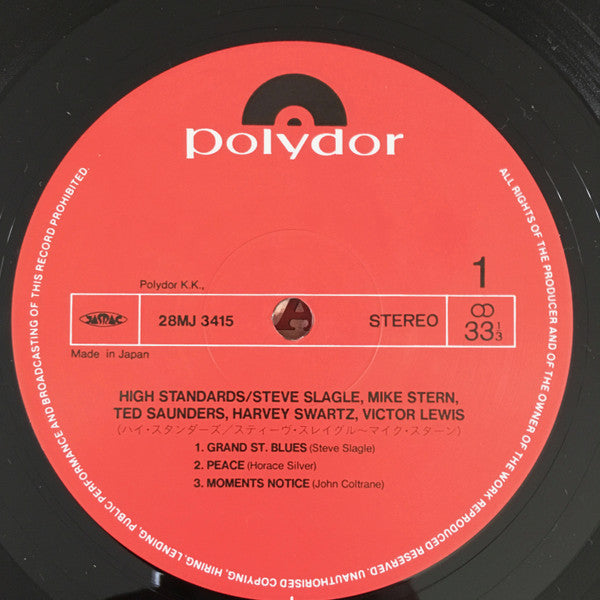 polydor
1
Polydor K.K.,
JASRAC
28MJ 3415
STEREO
33 1/3
Made in Japan
HIGH STANDARDS/STEVE SLAGLE, MIKE STERN,
TED SAUNDERS, HARVEY SWARTZ, VICTOR LEWIS
(ハイ・スタンダーズ/スティーヴ・スレイグル~マイク・スターン)
1. GRAND ST. BLUES (Steve Slagle)
2. PEACE (Horace Silver)
3. MOMENTS NOTICE (John Coltrane)
ALL RIGHTS OF THE PRODUCER AND OF THE OWNER OF THE WORK REPRODUCED RESERVED. UNAUTHORISED COPYING, HIRING, LENDING, PUBLIC PERFORMANCE AND BROADCASTING OF THIS RECORD PROHIBITED.